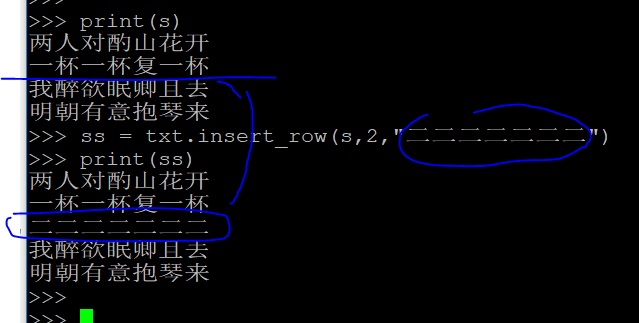 >>>
>>> print(s)
两人对酌山花开
一杯一杯复一杯
我醉欲眠卿且去
明朝有意抱琴来
>>> ss = txt.insert_row(s,2,"二二二二二二二")
>>> print(ss)
两人对酌山花开
一杯一杯复一杯
二二二二二二二
我醉欲眠卿且去
明朝有意抱琴来
>>>
>>>